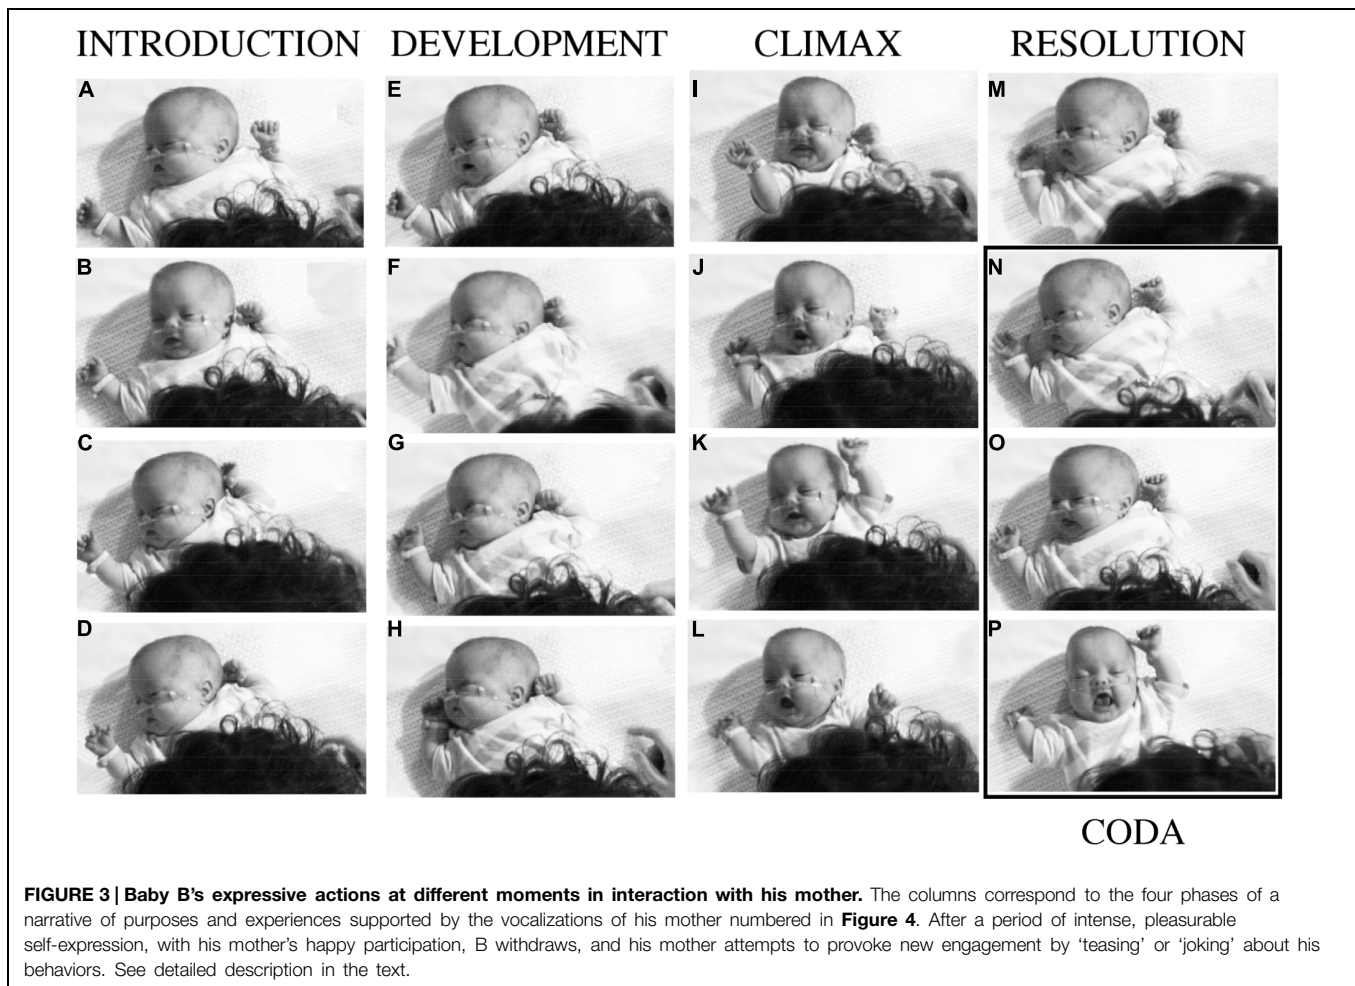 INTRODUCTION DEVELOPMENT CLIMAX RESOLUTION
A E I M
B F J N
C G K O
D H L P
CODA
FIGURE 3 | Baby B's expressive actions at different moments in interaction with his mother. The columns correspond to the four phases of a
narrative of purposes and experiences supported by the vocalizations of his mother numbered in Figure 4. After a period of intense, pleasurable
self-expression, with his mother's happy participation, B withdraws, and his mother attempts to provoke new engagement by 'teasing' or 'joking' about his
behaviors. See detailed description in the text.